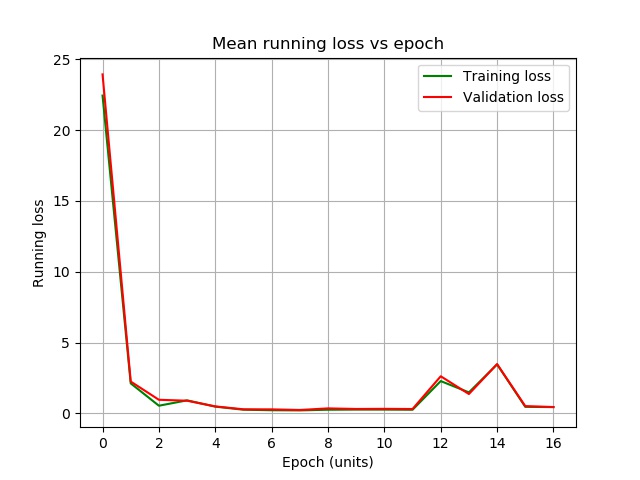 Mean running loss vs epoch
Training loss
Validation loss
Running loss
25
20
15
10
5
0
0 2 4 6 8 10 12 14 16
Epoch (units)